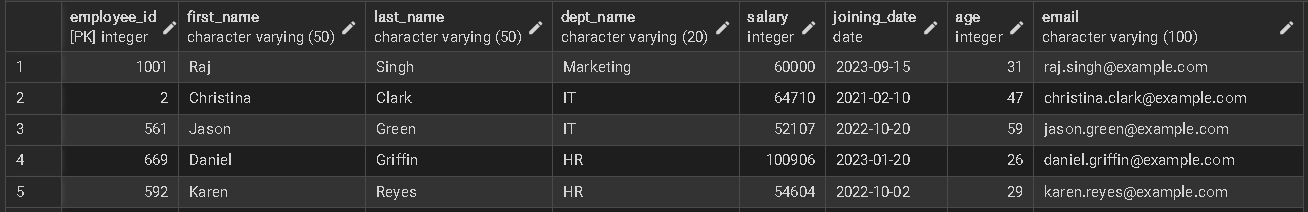 employee_id first_name last_name dept_name salary joining_date age email
[PK] integer character varying (50) character varying (50) character varying (20) integer date integer character varying (100)
1 1001 Raj Singh Marketing 60000 2023-09-15 31 raj.singh@example.com
2 2 Christina Clark IT 64710 2021-02-10 47 christina.clark@example.com
3 561 Jason Green IT 52107 2022-10-20 59 jason.green@example.com
4 669 Daniel Griffin HR 100906 2023-01-20 26 daniel.griffin@example.com
5 592 Karen Reyes HR 54604 2022-10-02 29 karen.reyes@example.com